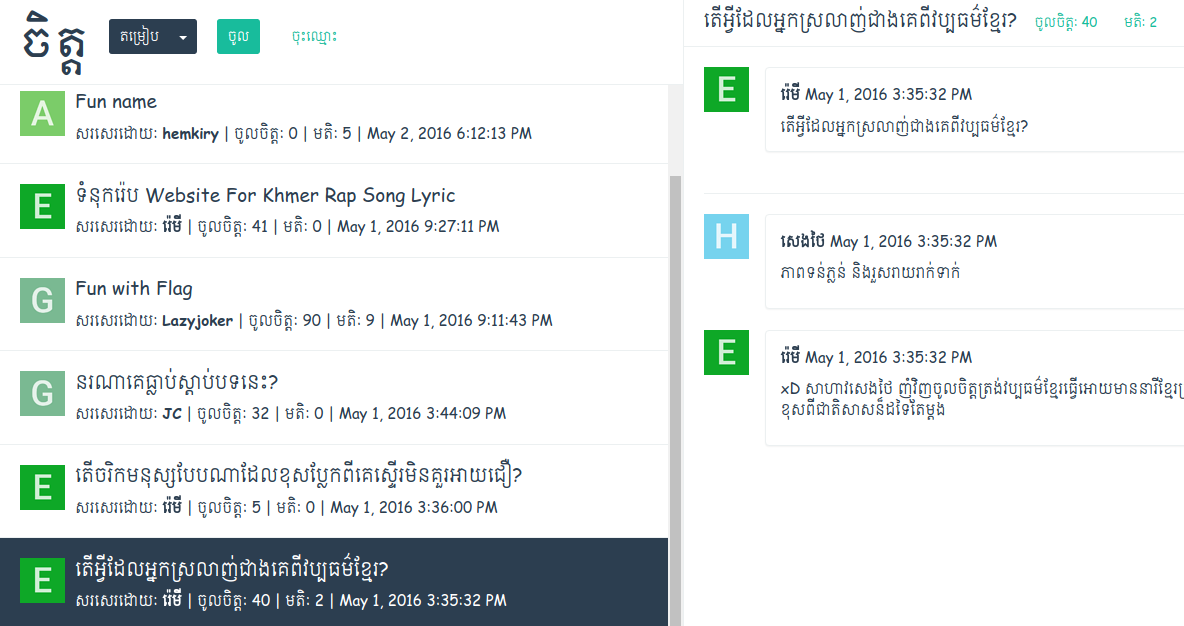 ចិត្ត
តម្រៀប
ចូល
ចុះឈ្មោះ
A
Fun name
សរសេរដោយ: hemkiry | ចូលចិត្ត: 0 | មតិ: 5 | May 2, 2016 6:12:13 PM
E
ទំនុករ៉េប Website For Khmer Rap Song Lyric
សរសេរដោយ: រ៉េមី | ចូលចិត្ត: 41 | មតិ: 0 | May 1, 2016 9:27:11 PM
G
Fun with Flag
សរសេរដោយ: Lazyjoker | ចូលចិត្ត: 90 | មតិ: 9 | May 1, 2016 9:11:43 PM
G
នរណាគេធ្លាប់ស្ដាប់បទនេះ?
សរសេរដោយ: JC | ចូលចិត្ត: 32 | មតិ: 0 | May 1, 2016 3:44:09 PM
E
តើចរិកមនុស្សបែបណាដែលខុសប្លែកពីគេស្ទើរមិនគួរអោយជឿ?
សរសេរដោយ: រ៉េមី | ចូលចិត្ត: 5 | មតិ: 0 | May 1, 2016 3:36:00 PM
E
តើអ្វីដែលអ្នកស្រលាញ់ជាងគេពីវប្បធម៌ខ្មែរ?
សរសេរដោយ: រ៉េមី | ចូលចិត្ត: 40 | មតិ: 2 | May 1, 2016 3:35:32 PM
តើអ្វីដែលអ្នកស្រលាញ់ជាងគេពីវប្បធម៌ខ្មែរ? ចូលចិត្ត: 40 មតិ: 2
E
រ៉េមី May 1, 2016 3:35:32 PM
តើអ្វីដែលអ្នកស្រលាញ់ជាងគេពីវប្បធម៌ខ្មែរ?
H
សេងថៃ May 1, 2016 3:35:32 PM
ភាពទន់ភ្លន់ និងរួសរាយរាក់ទាក់
E
រ៉េមី May 1, 2016 3:35:32 PM
xD សាហាវសេងថៃ ញុំវិញចូលចិត្តត្រង់វប្បធម៌ខ្មែរធ្វើអោយមាននារីខ្មែរ
ខុសពីជាតិសាសន៏ដទៃតែម្ដង